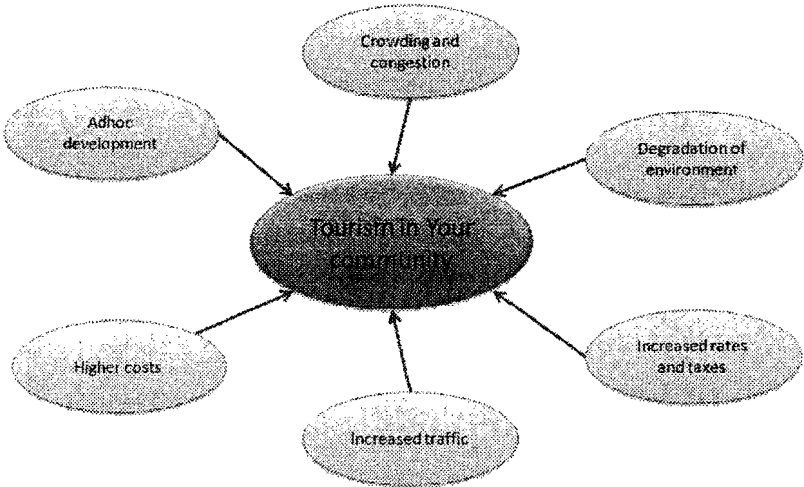 Crowding and
congestion
Adhoc
development
Degradation of
environment
Tourism in Your
community
Higher costs
Increased rates
and taxes
Increased traffic